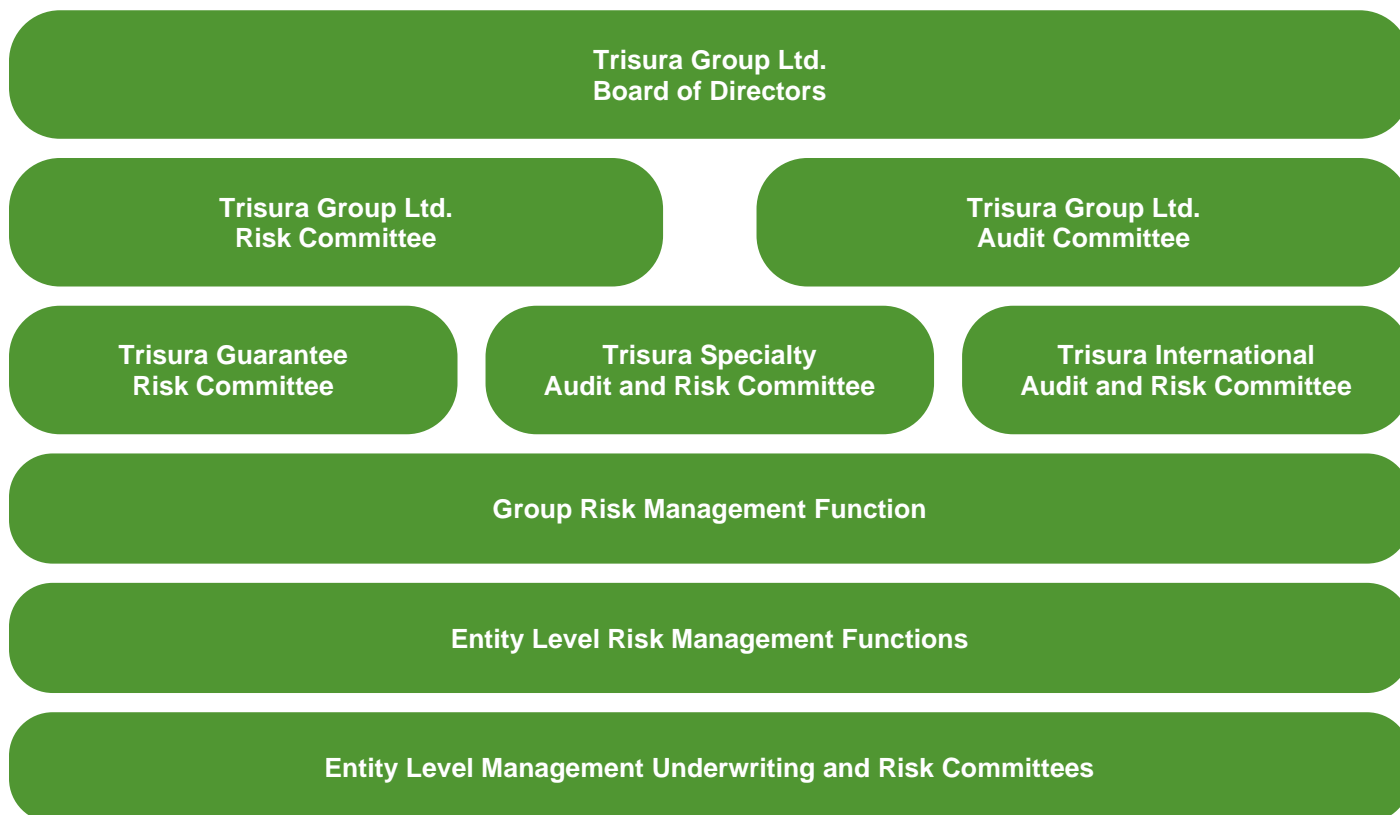 Trisura Group Ltd.
Board of Directors
Trisura Group Ltd.
Risk Committee
Trisura Group Ltd.
Audit Committee
Trisura Guarantee
Risk Committee
Trisura Specialty
Audit and Risk Committee
Trisura International
Audit and Risk Committee
Group Risk Management Function
Entity Level Risk Management Functions
Entity Level Management Underwriting and Risk Committees